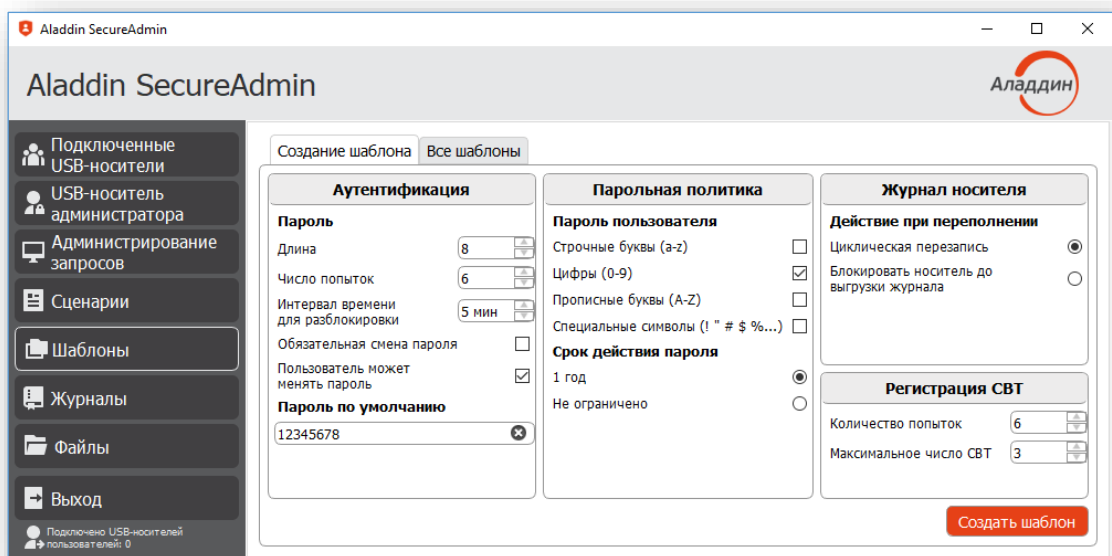 Aladdin SecureAdmin
Aladdin SecureAdmin
Аладдин
Подключенные
USB-носители
USB-носитель
администратора
Администрирование
запросов
Сценарии
Шаблоны
Журналы
Файлы
Выход
Подключено USB-носителей
пользователей: 0
Создание шаблона
Все шаблоны
Аутентификация
Пароль
Длина
8
Число попыток
6
Интервал времени
для разблокировки
5 мин
Обязательная смена пароля
Пользователь может
менять пароль
Пароль по умолчанию
12345678
Парольная политика
Пароль пользователя
Строчные буквы (a-z)
Цифры (0-9)
Прописные буквы (A-Z)
Специальные символы (! " # $ %...)
Срок действия пароля
1 год
Не ограничено
Журнал носителя
Действие при переполнении
Циклическая перезапись
Блокировать носитель до
выгрузки журнала
Регистрация СВТ
Количество попыток
6
Максимальное число СВТ
3
Создать шаблон